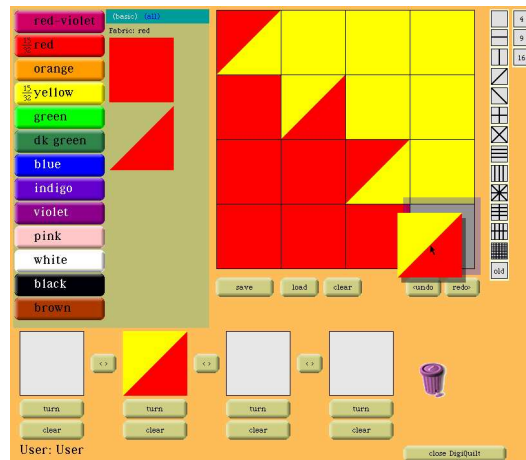 red-violet
red
orange
15/32 yellow
green
dk green
blue
indigo
violet
pink
white
black
brown
(basic) (all)
Fabric: red
4
9
16
old
save load clear <undo redo>
<> <> <>
turn turn turn turn
clear clear clear clear
User: User
close DigiQuilt